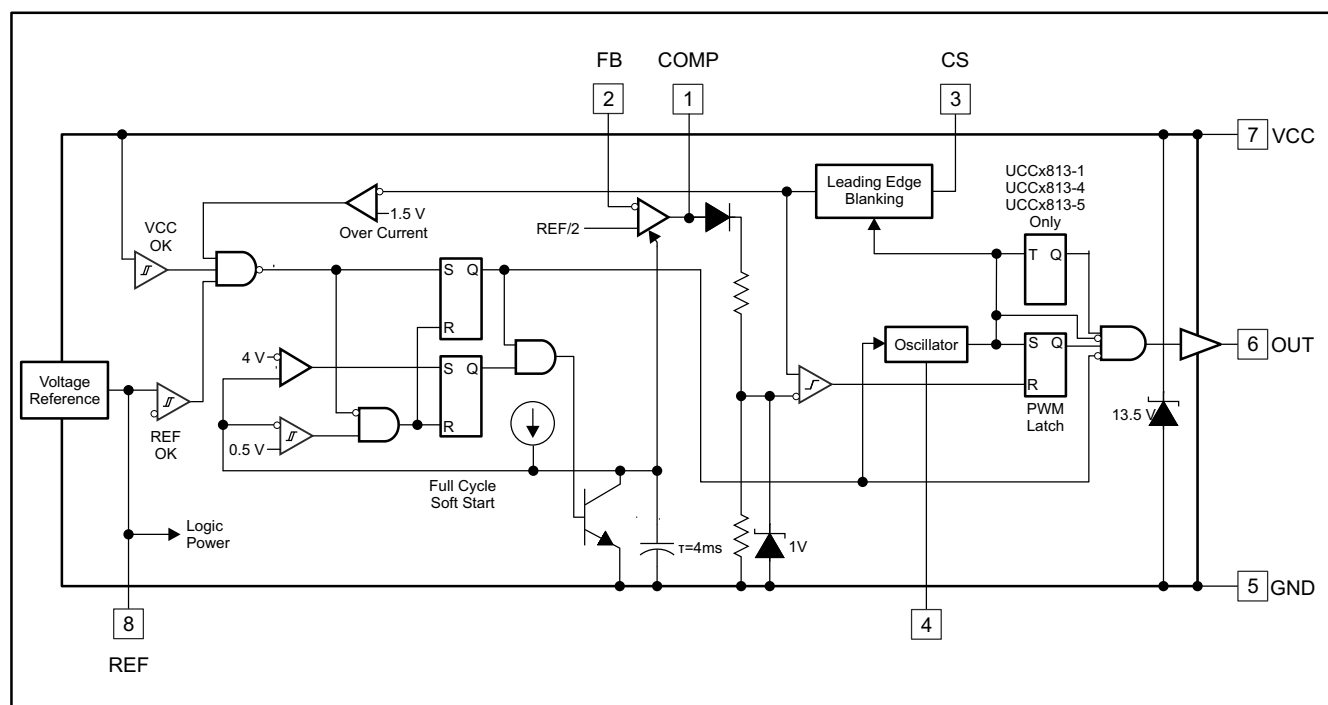 FB
COMP
CS
2
1
3
7
VCC
Leading Edge
Blanking
UCCx813-1
UCCx813-4
UCCx813-5
Only
1.5 V
Over Current
REF/2
VCC
OK
T Q
S Q
R
Oscillator
S Q
R
PWM
Latch
6
OUT
4 V
S Q
R
Voltage
Reference
REF
OK
0.5 V
13.5 V
Full Cycle
Soft Start
Logic
Power
τ=4ms
1V
5
GND
8
4
REF